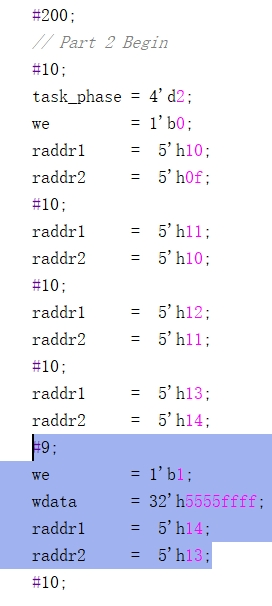 #200;
// Part 2 Begin
#10;
task_phase = 4'd2;
we = 1'b0;
raddr1 = 5'h10;
raddr2 = 5'h0f;
#10;
raddr1 = 5'h11;
raddr2 = 5'h10;
#10;
raddr1 = 5'h12;
raddr2 = 5'h11;
#10;
raddr1 = 5'h13;
raddr2 = 5'h14;
#9;
we = 1'b1;
wdata = 32'h5555ffff;
raddr1 = 5'h14;
raddr2 = 5'h13;
#10;